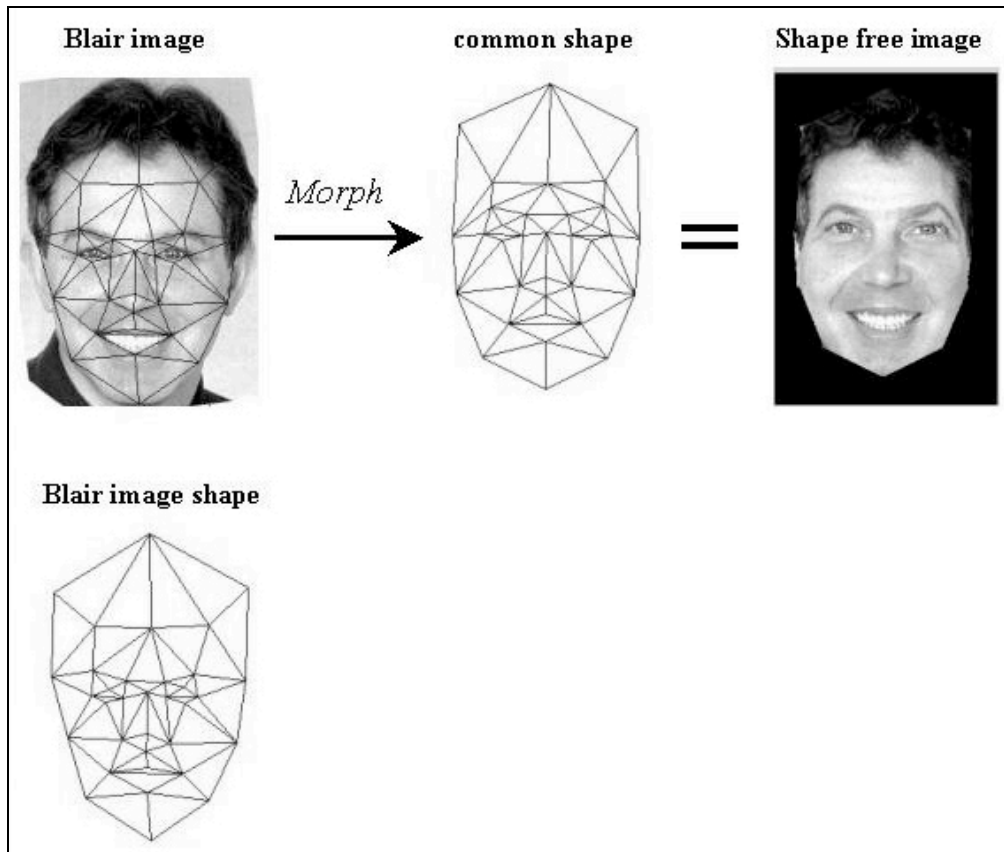 Blair image
common shape
Shape free image
Morph
=
Blair image shape